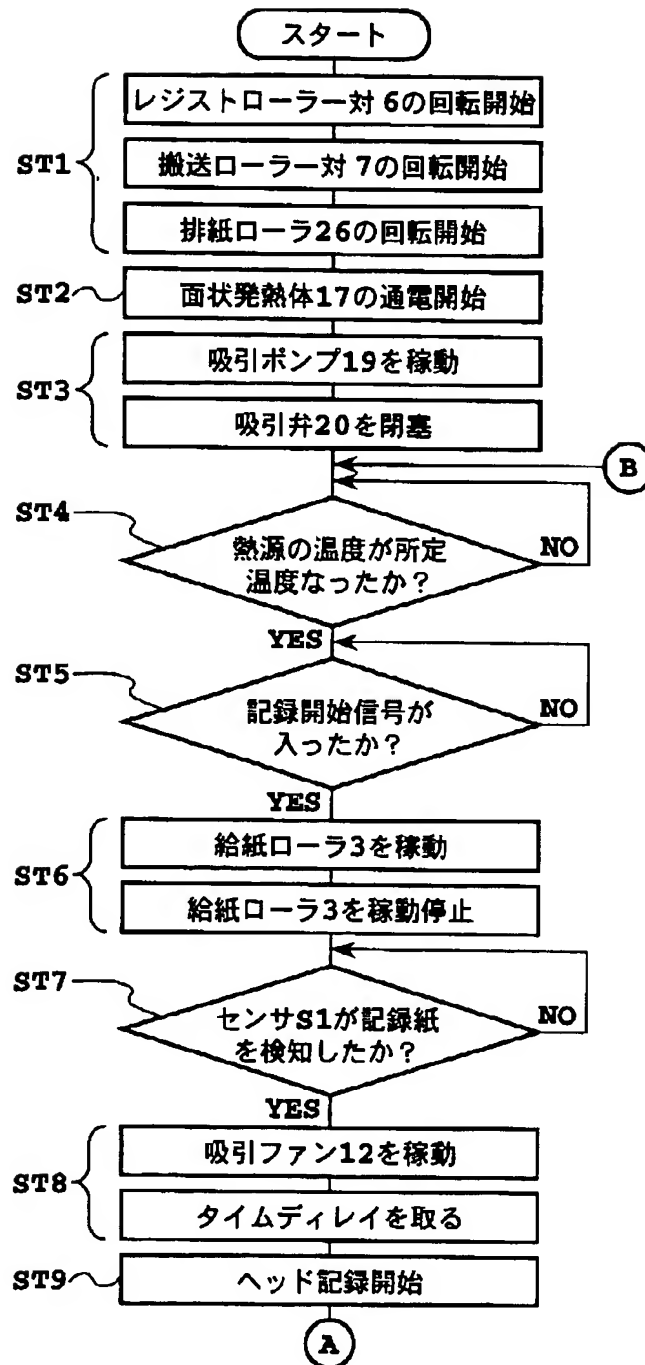 スタート
レジストローラー対6の回転開始
ST1
搬送ローラー対7の回転開始
排紙ローラ26の回転開始
ST2
面状発熱体17の通電開始
吸引ポンプ19を稼動
ST3
吸引弁20を閉塞
B
ST4
熱源の温度が所定
温度なったか？
NO
YES
ST5
記録開始信号が
入ったか？
NO
YES
給紙ローラ3を稼動
ST6
給紙ローラ3を稼動停止
ST7
センサS1が記録紙
を検知したか？
NO
YES
吸引ファン12を稼動
ST8
タイムディレイを取る
ST9
ヘッド記録開始
A